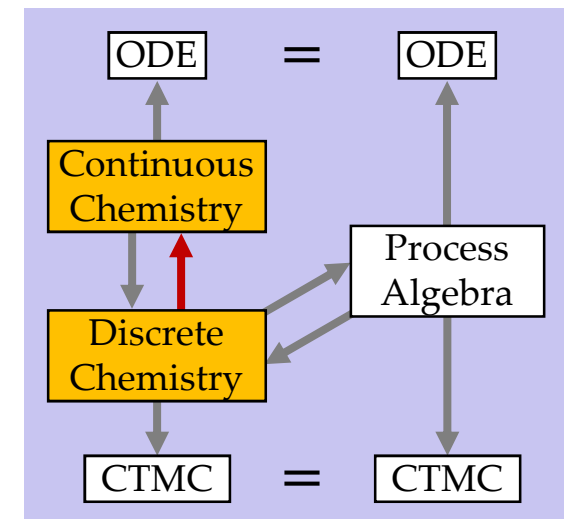 ODE = ODE
Continuous
Chemistry
Process
Algebra
Discrete
Chemistry
CTMC = CTMC